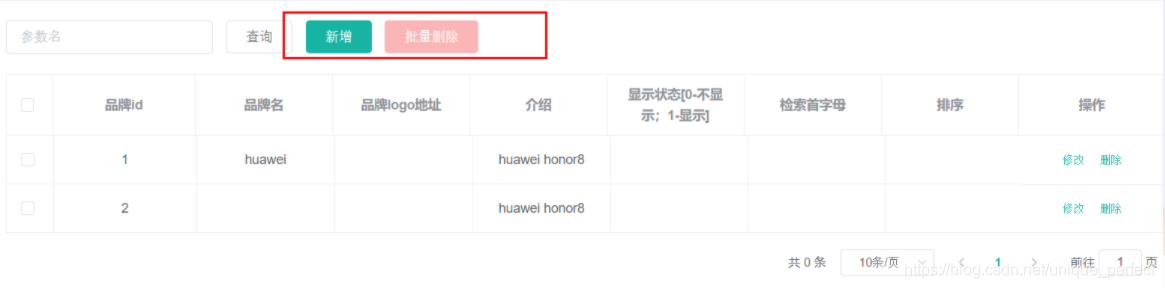 参数名 查询 新增 批量删除
品牌id 品牌名 品牌logo地址 介绍 显示状态[0-不显示；1-显示] 检索首字母 排序 操作
1 huawei huawei honor8 修改 删除
2 huawei honor8 修改 删除
共 0 条 10条/页 1 前往 1 页
https://blog.csdn.net/unique_perfect